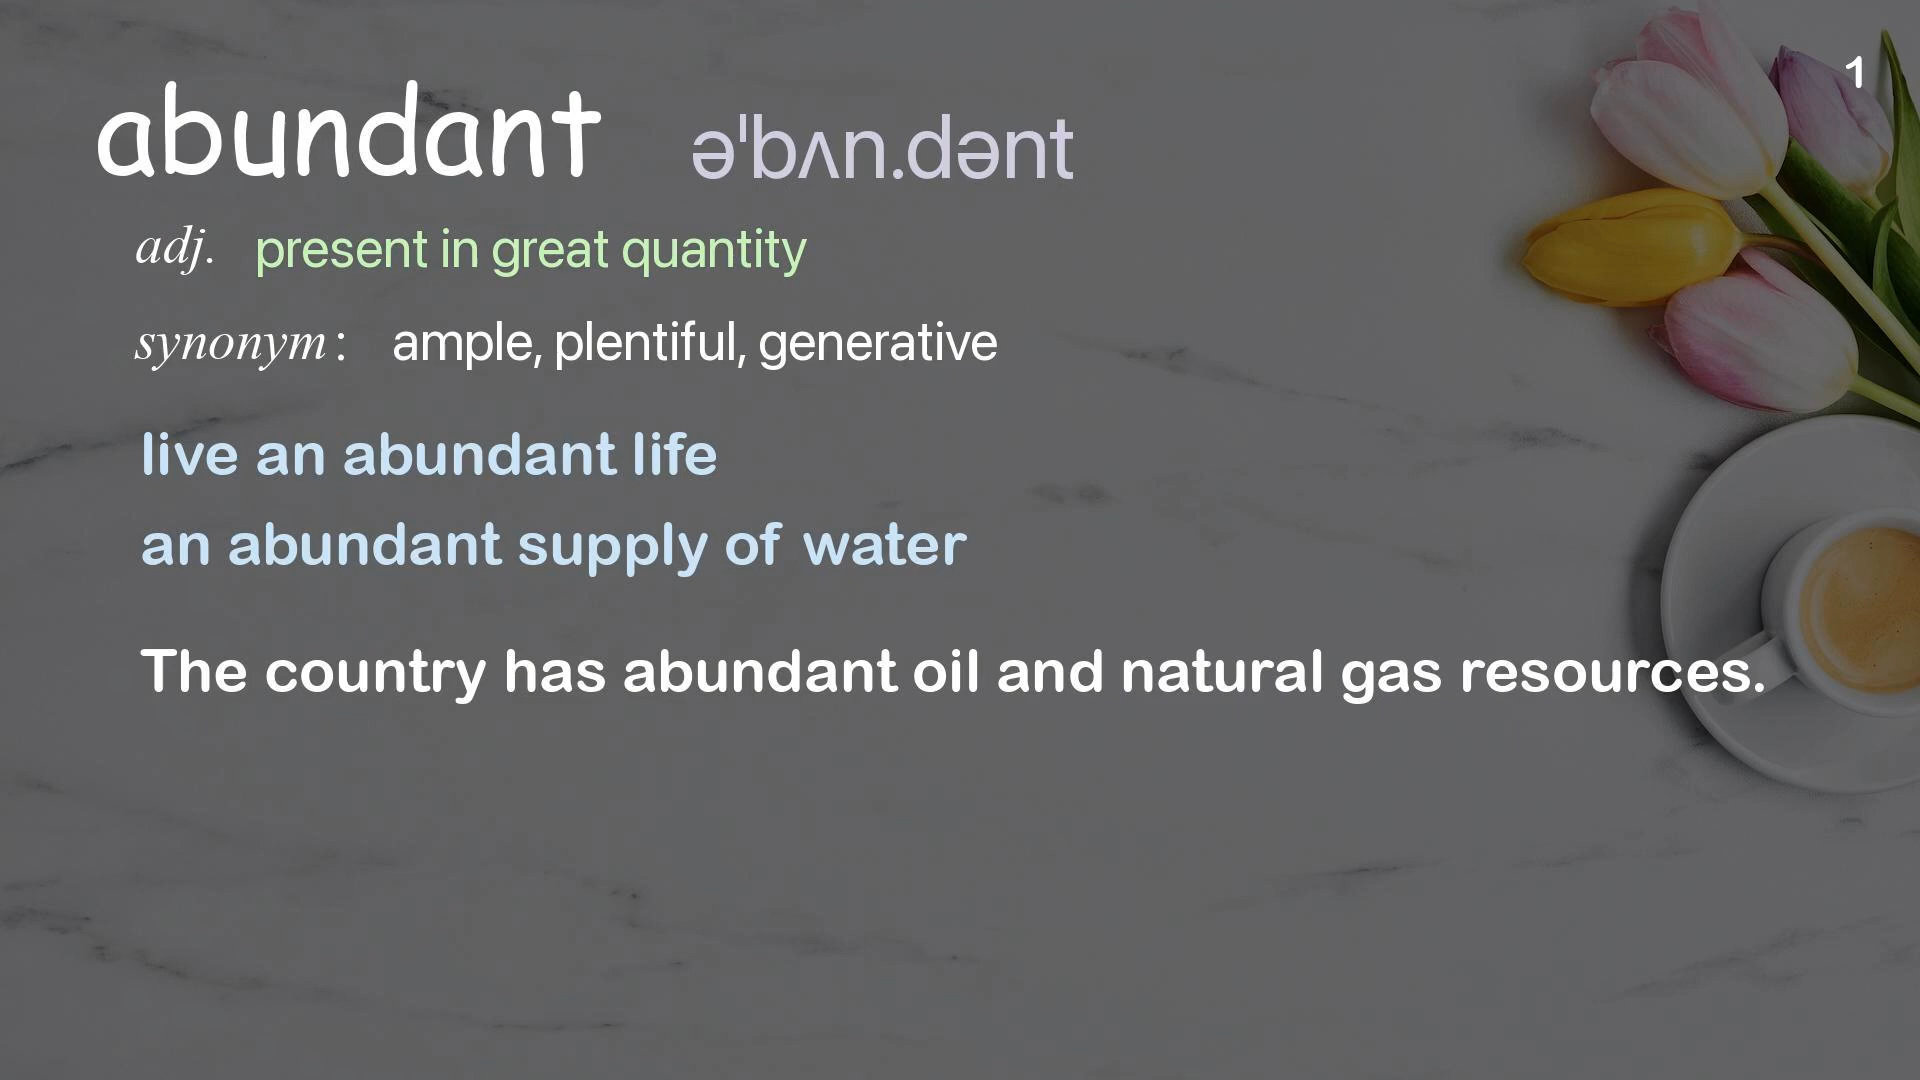 1
abundant əˈbʌn.dənt
adj. present in great quantity
synonym: ample, plentiful, generative
live an abundant life
an abundant supply of water
The country has abundant oil and natural gas resources.